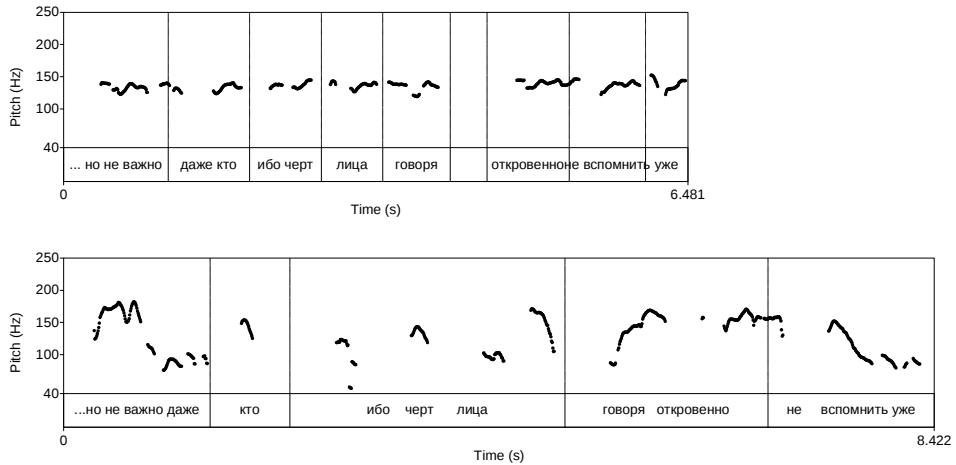 250
200
150
100
40
Pitch (Hz)
... но не важно даже кто ибо черт лица говоря откровенноне вспомнить уже
0 6.481
Time (s)
250
200
150
100
40
Pitch (Hz)
...но не важно даже кто ибо черт лица говоря откровенно не вспомнить уже
0 8.422
Time (s)